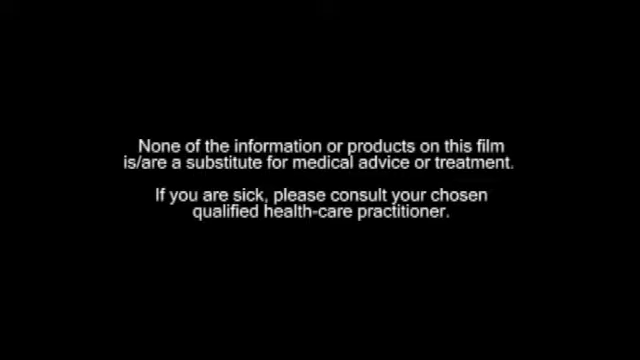 None of the information or products on this film
is/are a substitute for medical advice or treatment.
If you are sick, please consult your chosen
qualified health-care practitioner.